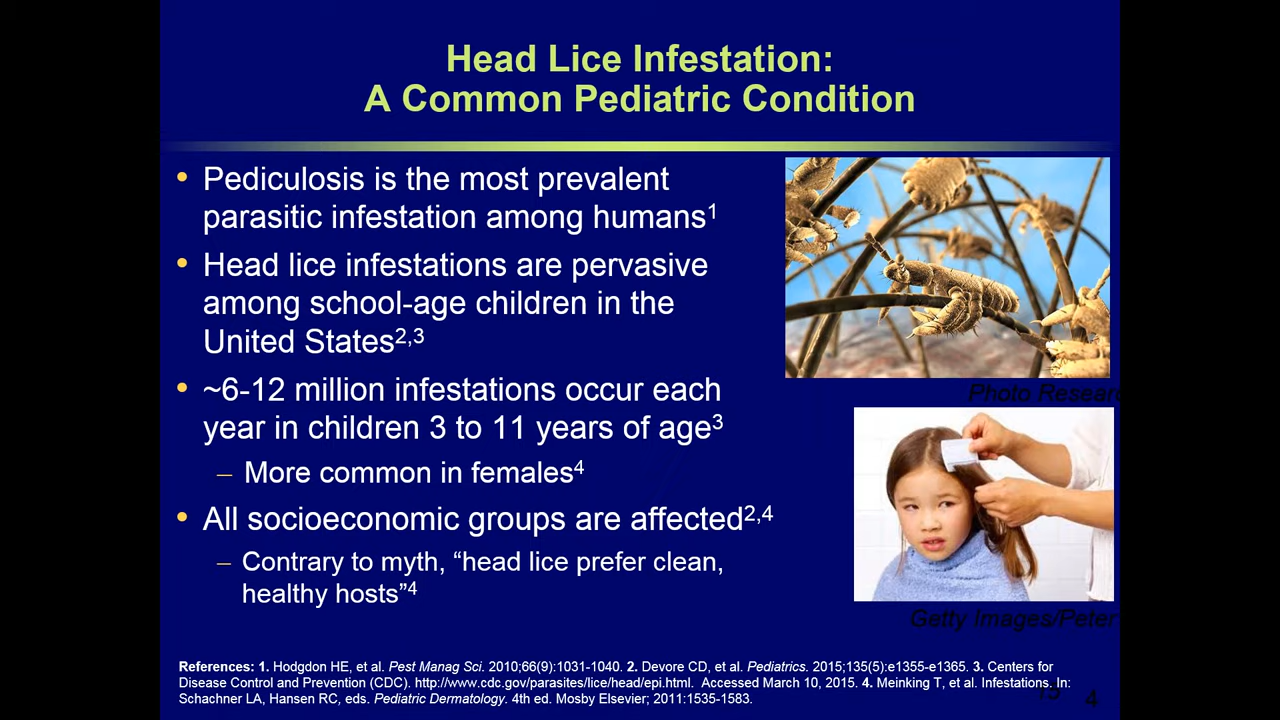 Head Lice Infestation:
A Common Pediatric Condition
• Pediculosis is the most prevalent
parasitic infestation among humans1
• Head lice infestations are pervasive
among school-age children in the
United States2,3
• ~6-12 million infestations occur each
year in children 3 to 11 years of age3
– More common in females4
• All socioeconomic groups are affected2,4
– Contrary to myth, “head lice prefer clean,
healthy hosts”4
Photo Resear
Getty Images/Peter
References: 1. Hodgdon HE, et al. Pest Manag Sci. 2010;66(9):1031-1040. 2. Devore CD, et al. Pediatrics. 2015;135(5):e1355-e1365. 3. Centers for
Disease Control and Prevention (CDC). http://www.cdc.gov/parasites/lice/head/epi.html. Accessed March 10, 2015. 4. Meinking T, et al. Infestations. In:
Schachner LA, Hansen RC, eds. Pediatric Dermatology. 4th ed. Mosby Elsevier; 2011:1535-1583.
15
4